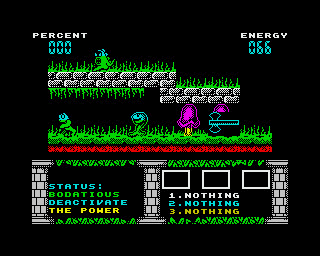 PERCENT ENERGY
000 066
STATUS:
BODATIOUS
DEACTIVATE
THE POWER
1.NOTHING
2.NOTHING
3.NOTHING